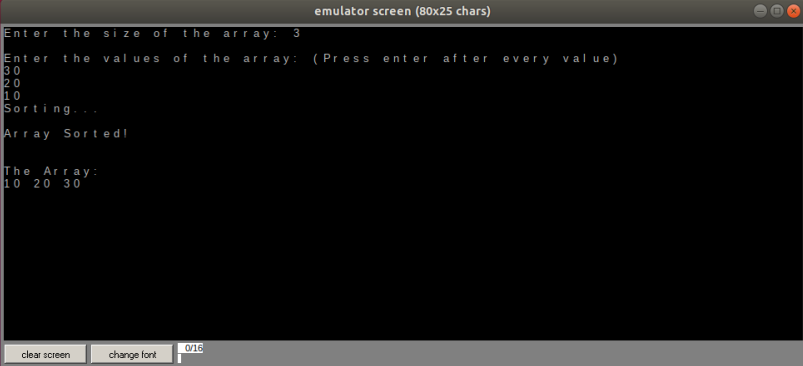 emulator screen (80x25 chars)
Enter the size of the array: 3
Enter the values of the array: (Press enter after every value)
30
20
10
Sorting...
Array Sorted!
The Array:
10 20 30
clear screen
change font
0/16